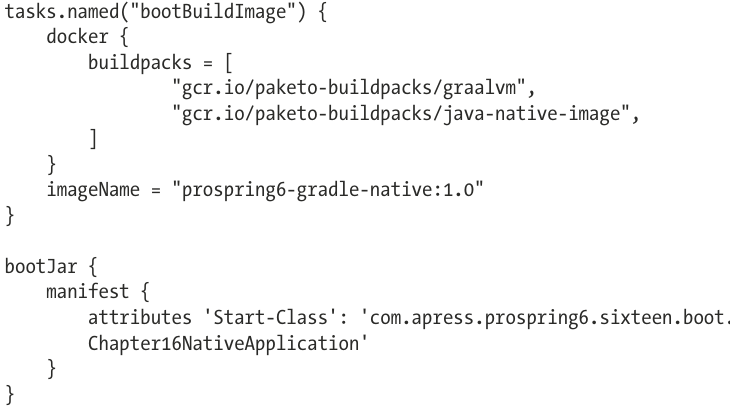 tasks.named("bootBuildImage") {
    docker {
        buildpacks = [
                "gcr.io/paketo-buildpacks/graalvm",
                "gcr.io/paketo-buildpacks/java-native-image",
        ]
    }
    imageName = "prospring6-gradle-native:1.0"
}

bootJar {
    manifest {
        attributes 'Start-Class': 'com.apress.prospring6.sixteen.boot.
        Chapter16NativeApplication'
    }
}